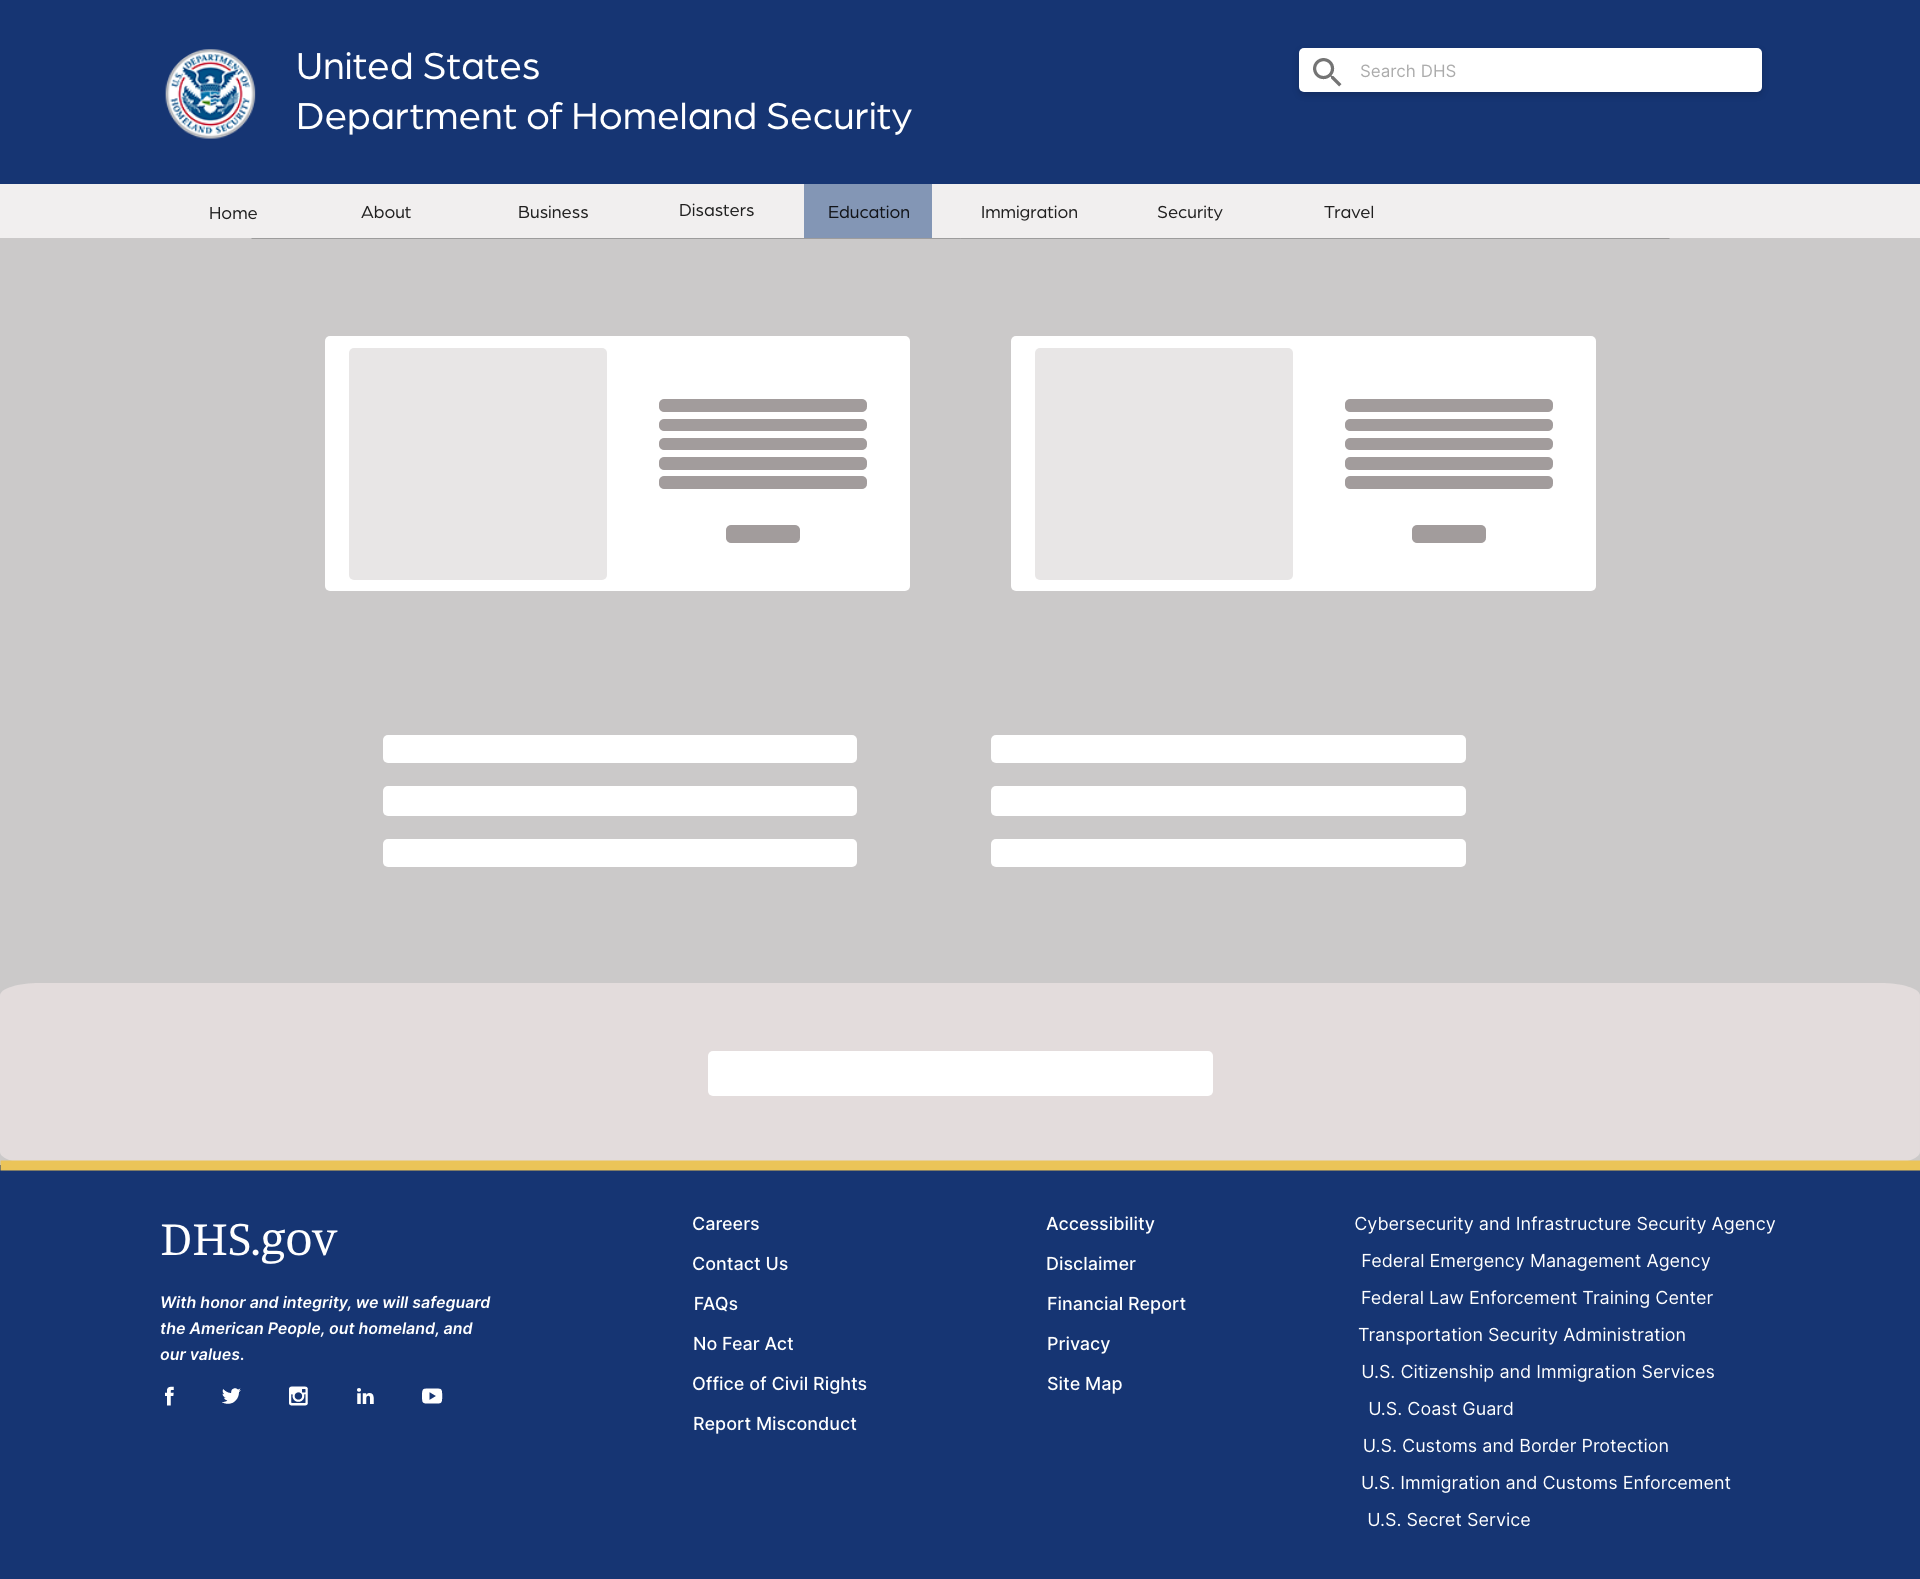 U.S. DEPARTMENT OF
HOMELAND SECURITY
United States
Department of Homeland Security
Search DHS
Home About Business Disasters Education Immigration Security Travel
DHS.gov
With honor and integrity, we will safeguard
the American People, out homeland, and
our values.
Careers
Contact Us
FAQs
No Fear Act
Office of Civil Rights
Report Misconduct
Accessibility
Disclaimer
Financial Report
Privacy
Site Map
Cybersecurity and Infrastructure Security Agency
Federal Emergency Management Agency
Federal Law Enforcement Training Center
Transportation Security Administration
U.S. Citizenship and Immigration Services
U.S. Coast Guard
U.S. Customs and Border Protection
U.S. Immigration and Customs Enforcement
U.S. Secret Service